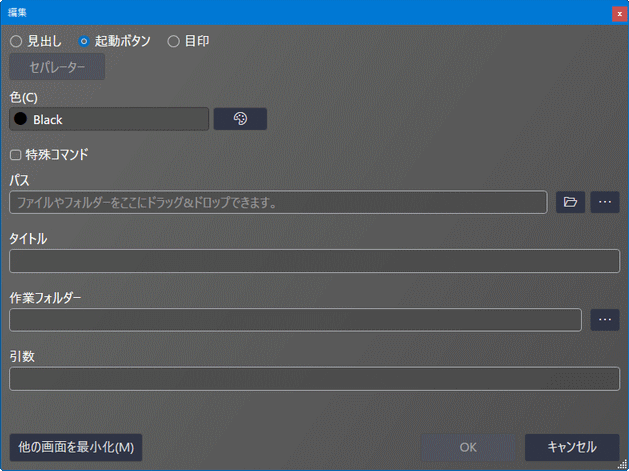 編集
見出し 起動ボタン 目印
セパレーター
色(C)
Black
特殊コマンド
パス
ファイルやフォルダーをここにドラッグ&ドロップできます。
タイトル
作業フォルダー
引数
他の画面を最小化(M) OK キャンセル